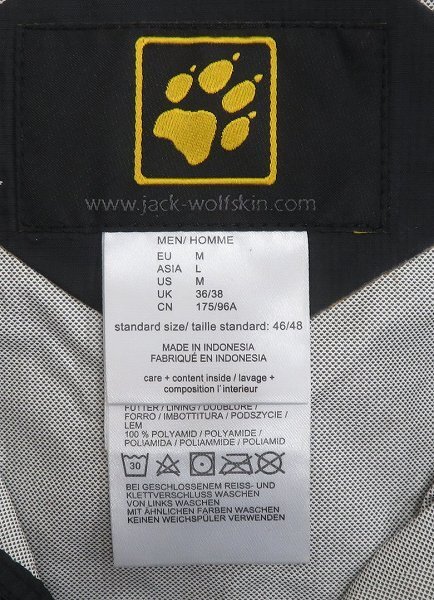 www.jack-wolfskin.com
MEN/ HOMME
EU M
ASIA L
US M
UK 36/38
CN 175/96A
standard size/ taille standard: 46/48
MADE IN INDONESIA
FABRIQUÉ EN INDONESIA
care + content inside / lavage +
composition l'interieur
FUTTER / LINING / DOUBLURE /
FORRO / IMBOTTITURA / PODSZYCIE /
LEM
100 % POLYAMID / POLYAMIDE /
POLIAMIDA / POLIAMMIDE / POLIAMID
30
BEI GESCHLOSSENEM REISS- UND
KLETTVERSCHLUSS WASCHEN
VON LINKS WASCHEN
MIT ÄHNLICHEN FARBEN WASCHEN
KEINEN WEICHSPÜLER VERWENDEN